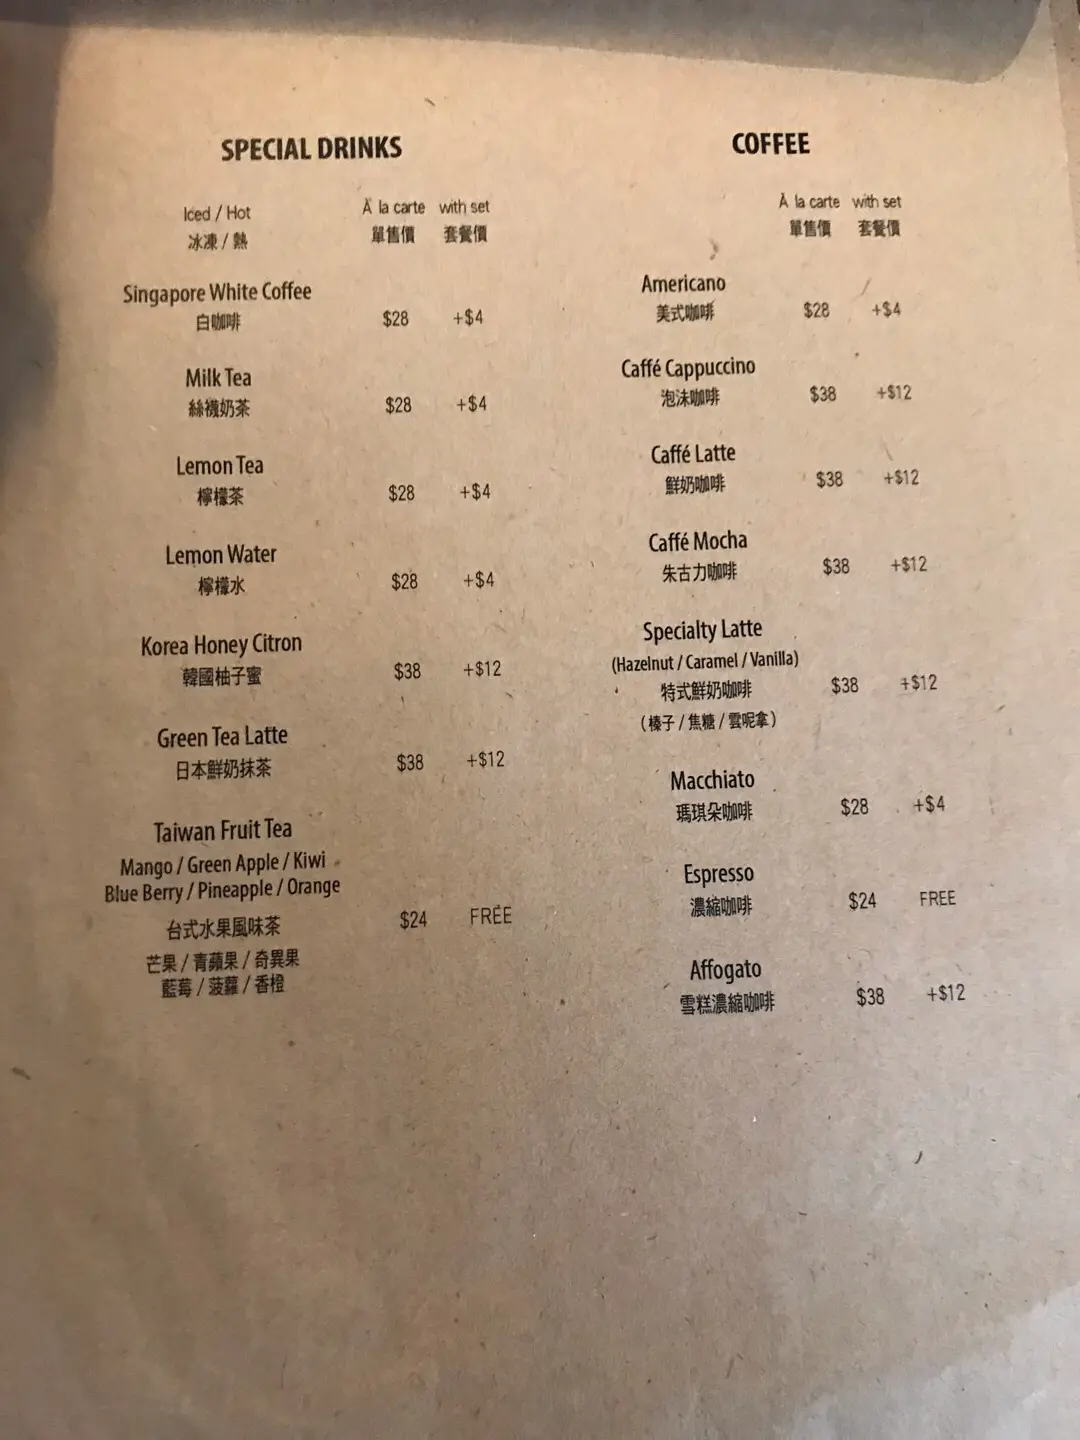 SPECIAL DRINKS
Iced / Hot
冰凍 / 熱
À la carte with set
單售價 套餐價
Singapore White Coffee
白咖啡 $28 +$4
Milk Tea
絲襪奶茶 $28 +$4
Lemon Tea
檸檬茶 $28 +$4
Lemon Water
檸檬水 $28 +$4
Korea Honey Citron
韓國柚子蜜 $38 +$12
Green Tea Latte
日本鮮奶抹茶 $38 +$12
Taiwan Fruit Tea
Mango / Green Apple / Kiwi
Blue Berry / Pineapple / Orange
台式水果風味茶 $24 FREE
芒果 / 青蘋果 / 奇異果
藍莓 / 菠蘿 / 香橙
COFFEE
À la carte with set
單售價 套餐價
Americano
美式咖啡 $28 +$4
Caffé Cappuccino
泡沫咖啡 $38 +$12
Caffé Latte
鮮奶咖啡 $38 +$12
Caffé Mocha
朱古力咖啡 $38 +$12
Specialty Latte
(Hazelnut / Caramel / Vanilla)
特式鮮奶咖啡 $38 +$12
( 榛子 / 焦糖 / 雲呢拿 )
Macchiato
瑪琪朵咖啡 $28 +$4
Espresso
濃縮咖啡 $24 FREE
Affogato
雪糕濃縮咖啡 $38 +$12